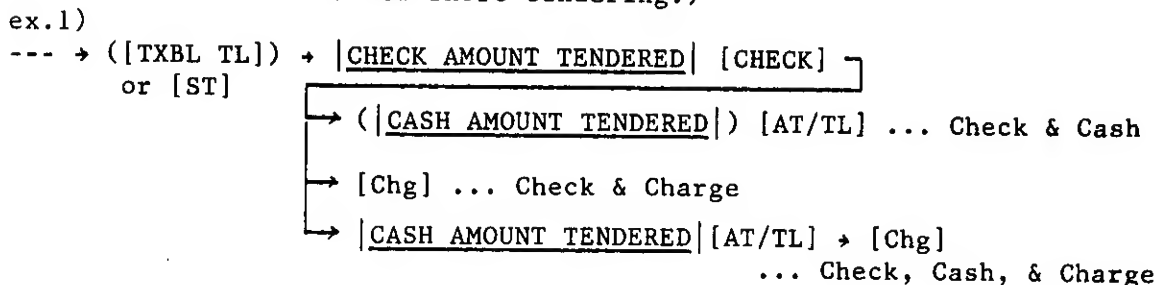 ex.1)
--- → ([TXBL TL]) → |CHECK AMOUNT TENDERED| [CHECK]
or [ST]
→ (|CASH AMOUNT TENDERED|) [AT/TL] ... Check & Cash
→ [Chg] ... Check & Charge
→ |CASH AMOUNT TENDERED| [AT/TL] → [Chg]
... Check, Cash, & Charge